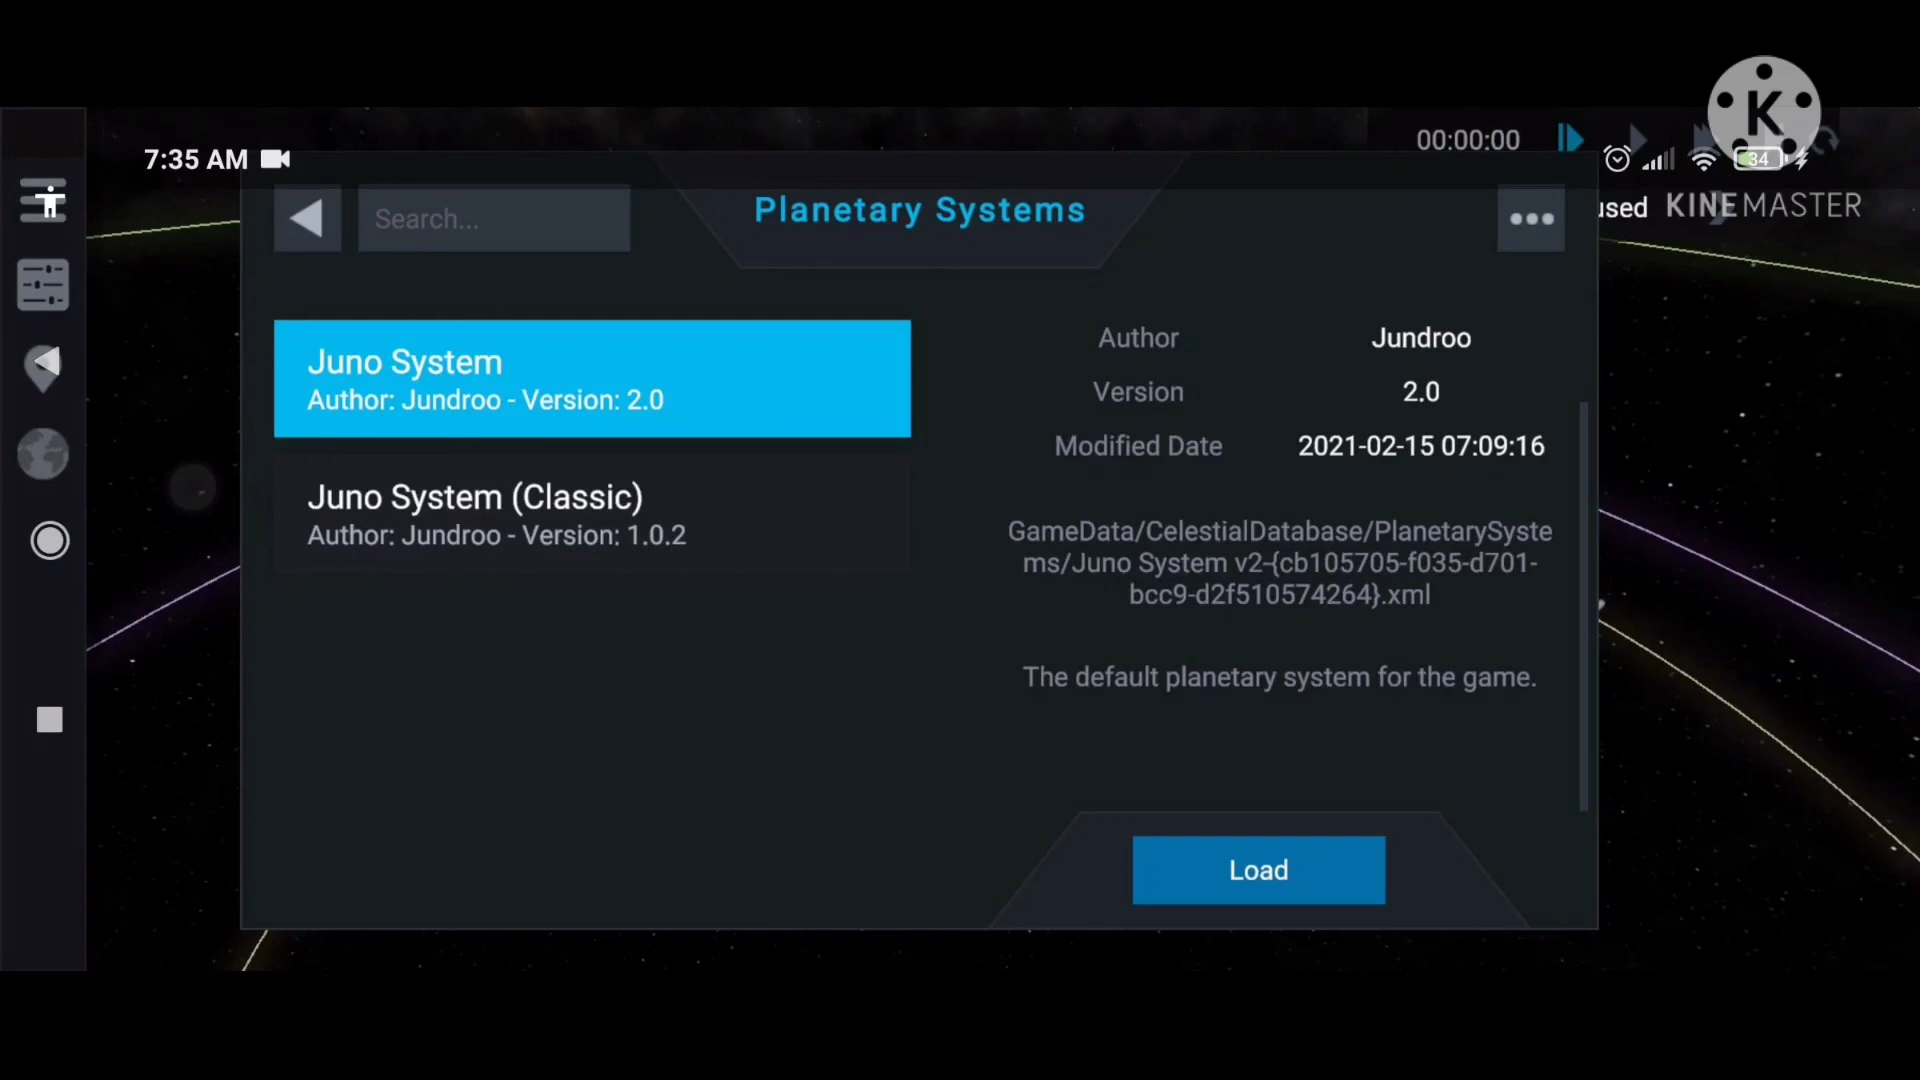 7:35 AM
00:00:00
K
34
used
KINEMASTER
Search...
Planetary Systems
Juno System
Author: Jundroo - Version: 2.0
Juno System (Classic)
Author: Jundroo - Version: 1.0.2
Author Jundroo
Version 2.0
Modified Date 2021-02-15 07:09:16
GameData/CelestialDatabase/PlanetarySyste
ms/Juno System v2-{cb105705-f035-d701-
bcc9-d2f510574264}.xml
The default planetary system for the game.
Load